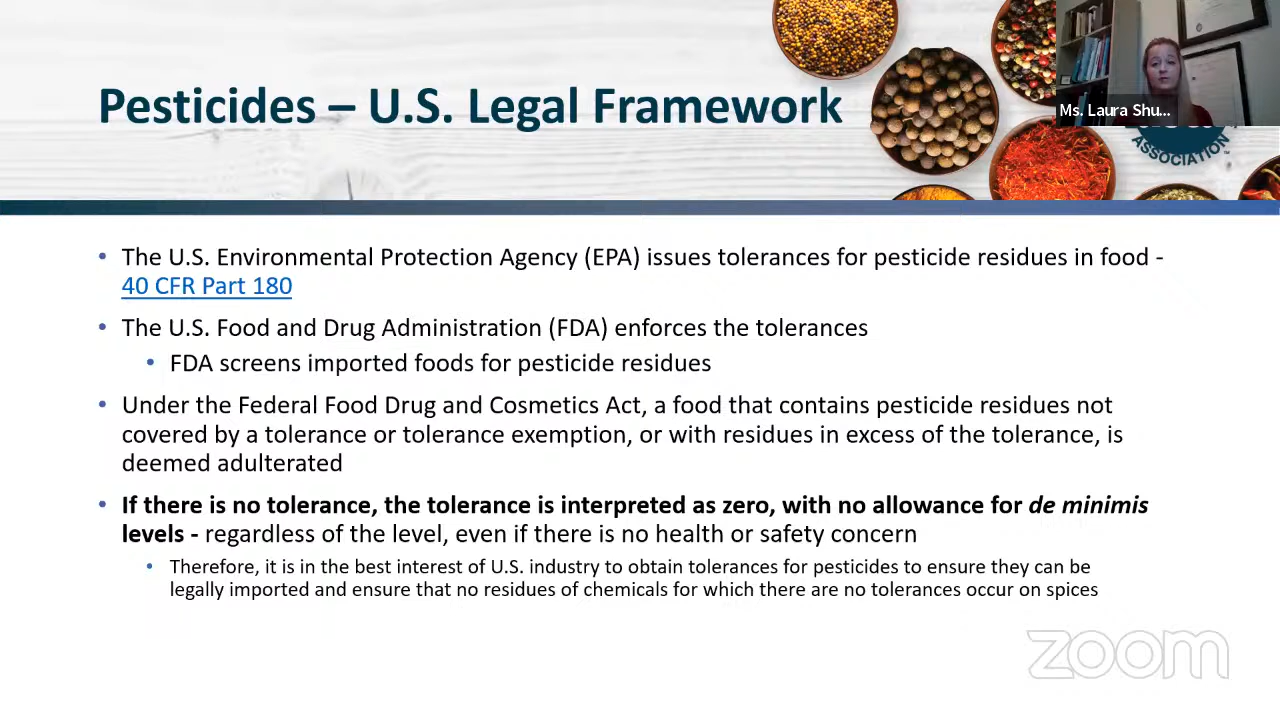 Pesticides – U.S. Legal Framework
Ms. Laura Shu...
ASSOCIATION™
• The U.S. Environmental Protection Agency (EPA) issues tolerances for pesticide residues in food -
40 CFR Part 180
• The U.S. Food and Drug Administration (FDA) enforces the tolerances
• FDA screens imported foods for pesticide residues
• Under the Federal Food Drug and Cosmetics Act, a food that contains pesticide residues not
covered by a tolerance or tolerance exemption, or with residues in excess of the tolerance, is
deemed adulterated
• If there is no tolerance, the tolerance is interpreted as zero, with no allowance for de minimis
levels - regardless of the level, even if there is no health or safety concern
• Therefore, it is in the best interest of U.S. industry to obtain tolerances for pesticides to ensure they can be
legally imported and ensure that no residues of chemicals for which there are no tolerances occur on spices
zoom